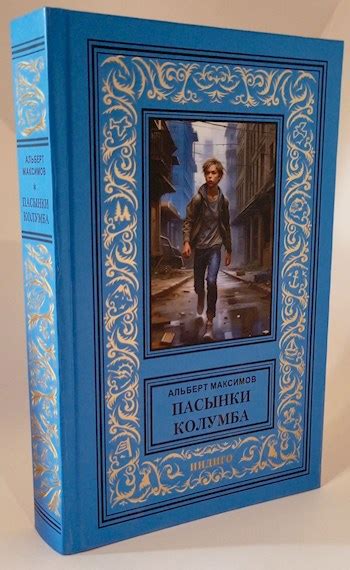 АЛЬБЕРТ
МАКСИМОВ
ПАСЫНКИ
КОЛУМБА
АЛЬБЕРТ МАКСИМОВ
ПАСЫНКИ
КОЛУМБА
ИНДИГО